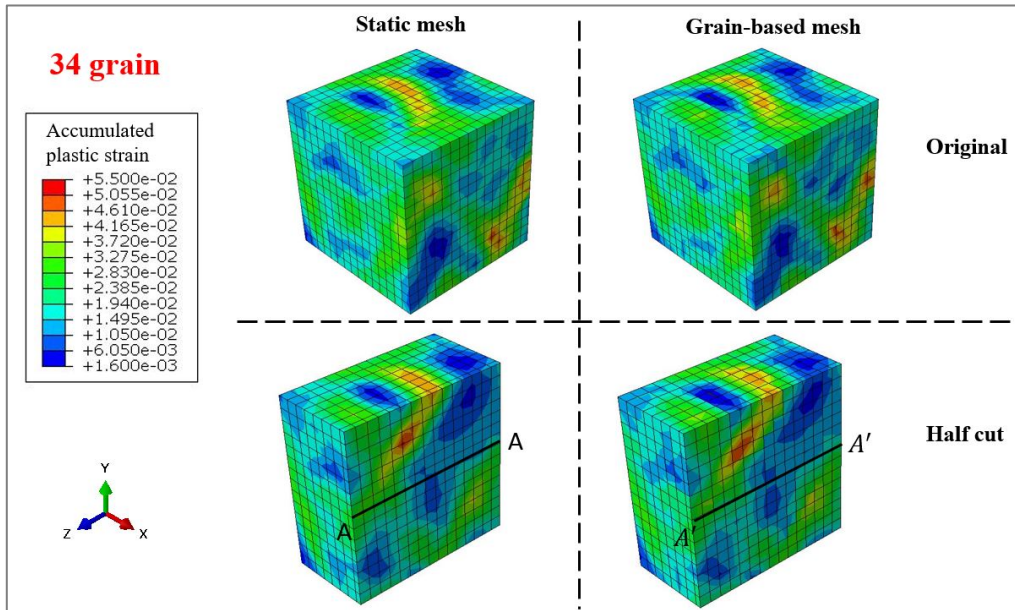 Static mesh
Grain-based mesh
34 grain
Accumulated
plastic strain
+5.500e-02
+5.055e-02
+4.610e-02
+4.165e-02
+3.720e-02
+3.275e-02
+2.830e-02
+2.385e-02
+1.940e-02
+1.495e-02
+1.050e-02
+6.050e-03
+1.600e-03
Original
Half cut
A
A
A'
A'
Y
Z
X